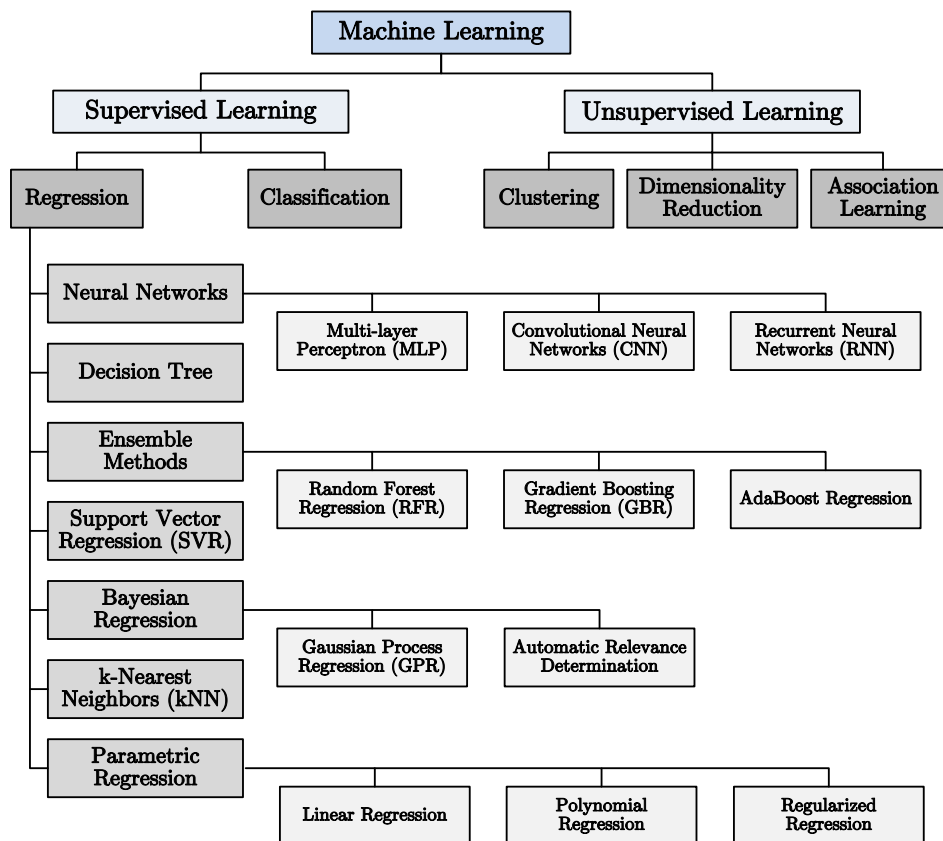 Machine Learning
Supervised Learning
Unsupervised Learning
Regression
Classification
Clustering
Dimensionality
Reduction
Association
Learning
Neural Networks
Multi-layer
Perceptron (MLP)
Convolutional Neural
Networks (CNN)
Recurrent Neural
Networks (RNN)
Decision Tree
Ensemble
Methods
Random Forest
Regression (RFR)
Gradient Boosting
Regression (GBR)
AdaBoost Regression
Support Vector
Regression (SVR)
Bayesian
Regression
Gaussian Process
Regression (GPR)
Automatic Relevance
Determination
k-Nearest
Neighbors (kNN)
Parametric
Regression
Linear Regression
Polynomial
Regression
Regularized
Regression